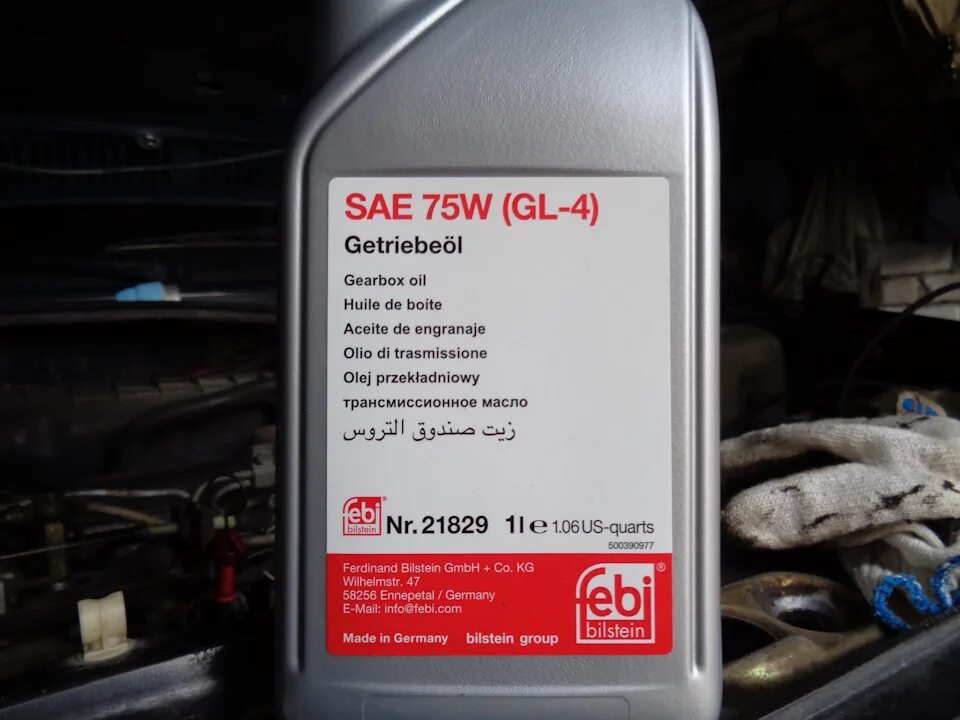 SAE 75W (GL-4)
Getriebeöl
Gearbox oil
Huile de boîte
Aceite de engranaje
Olio di trasmissione
Olej przekładniowy
трансмиссионное масло
زيت صندوق التروس
febi® bilstein Nr. 21829 1l ℮ 1.06 US-quarts
500390977
Ferdinand Bilstein GmbH + Co. KG
Wilhelmstr. 47
58256 Ennepetal / Germany
E-Mail: info@febi.com
Made in Germany bilstein group
febi®
bilstein